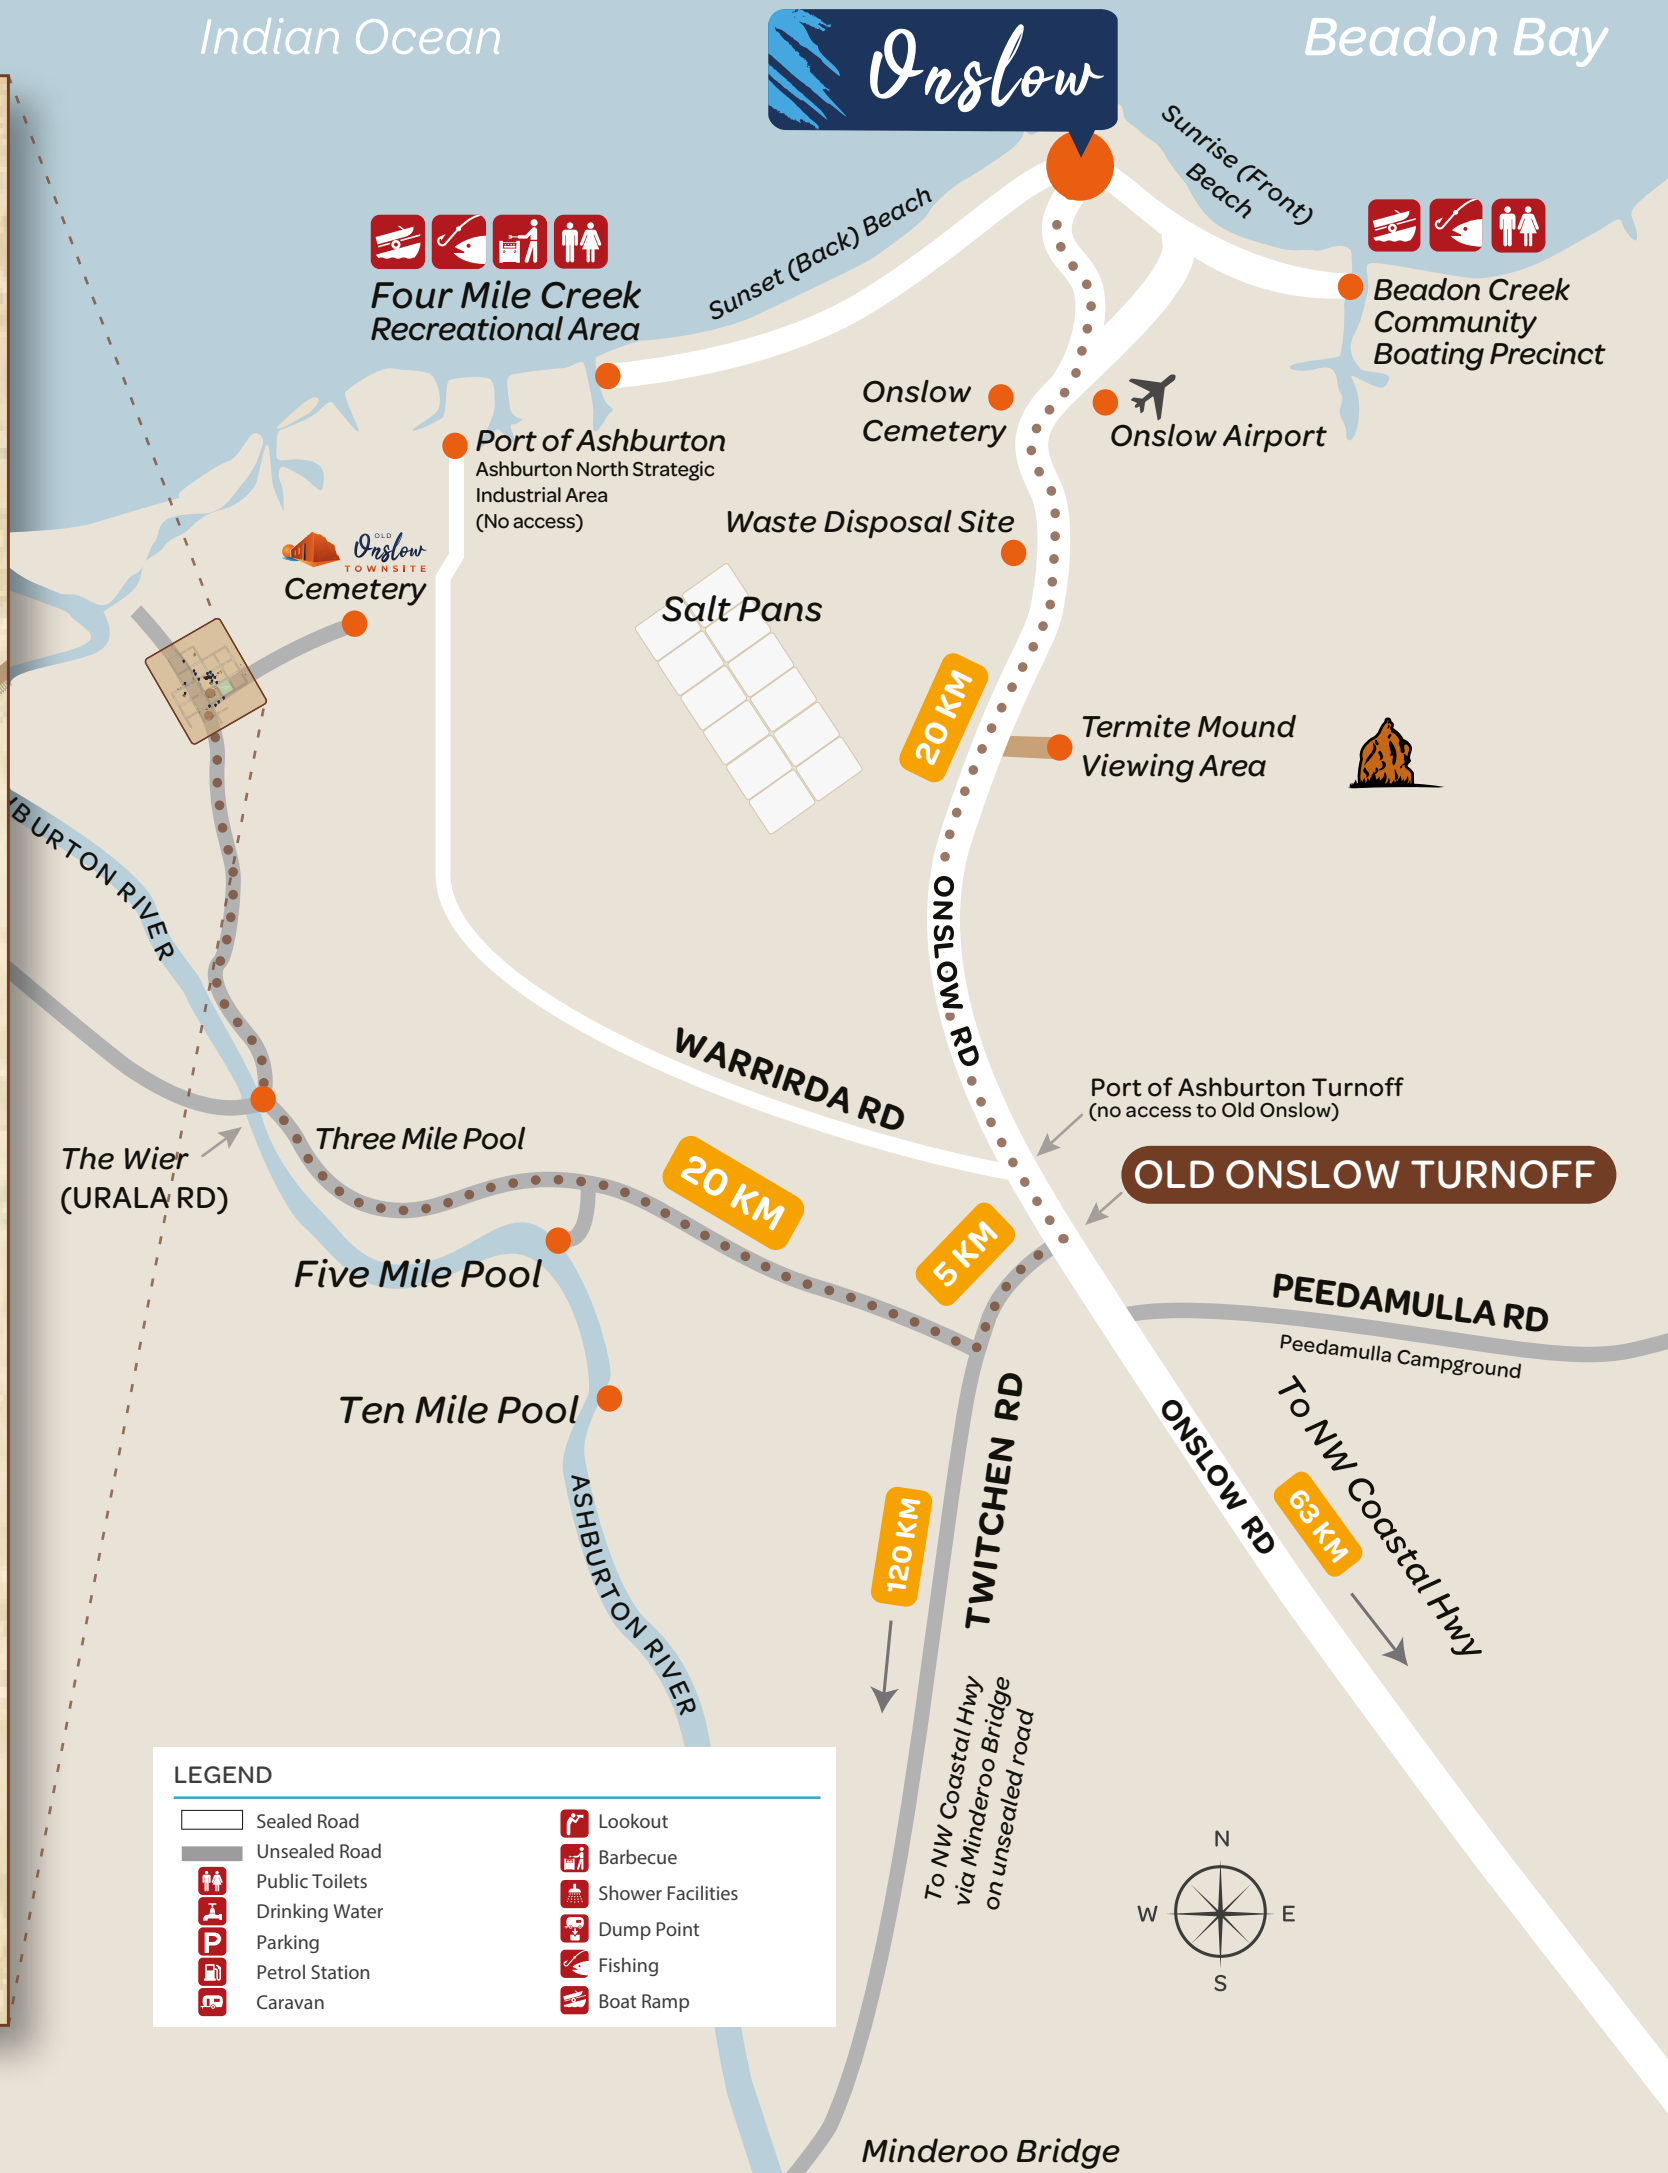 Indian Ocean
Onslow
Beadon Bay
Sunrise (Front)
Beach
Sunset (Back) Beach
Four Mile Creek
Recreational Area
Beadon Creek
Community
Boating Precinct
Onslow
Cemetery
Onslow Airport
Port of Ashburton
Ashburton North Strategic
Industrial Area
(No access)
Waste Disposal Site
OLD
Onslow
TOWNSITE
Cemetery
Salt Pans
20 KM
Termite Mound
Viewing Area
BURTON RIVER
ONSLOW RD
WARRIRDA RD
Port of Ashburton Turnoff
(no access to Old Onslow)
OLD ONSLOW TURNOFF
Three Mile Pool
The Wier
(URALA RD)
20 KM
5 KM
Five Mile Pool
PEEDAMULLA RD
Peedamulla Campground
Ten Mile Pool
TWITCHEN RD
ONSLOW RD
To NW Coastal Hwy
63 KM
120 KM
ASHBURTON RIVER
To NW Coastal Hwy
via Minderoo Bridge
on unsealed road
LEGEND
Sealed Road
Unsealed Road
Public Toilets
Drinking Water
P
Parking
Petrol Station
Caravan
Lookout
Barbecue
Shower Facilities
Dump Point
Fishing
Boat Ramp
N
W
E
S
Minderoo Bridge